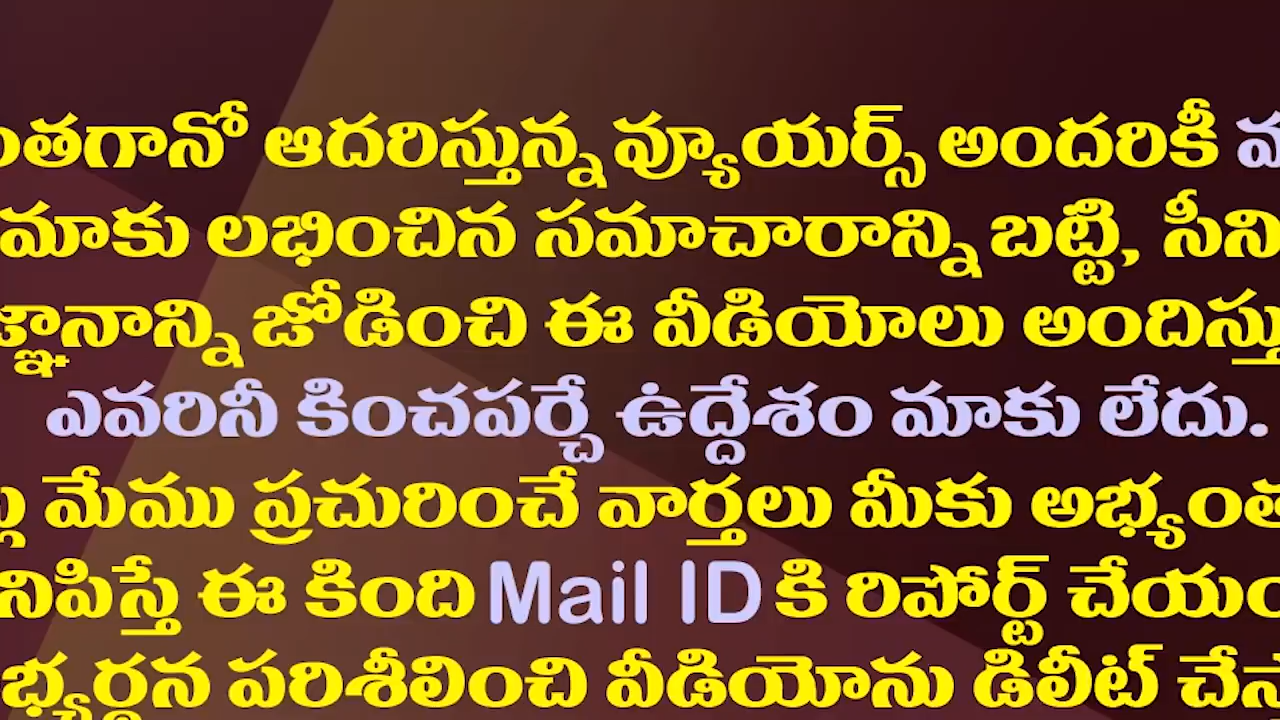 ఆదరిస్తున్న వ్యూయర్స్ అందరికీ
మాకు లభించిన సమాచారాన్ని బట్టి,
జోడించి ఈ వీడియోలు
ఎవరినీ కించపర్చే ఉద్దేశం మాకు లేదు.
మేము ప్రచురించే వార్తలు మీకు
ఈ కింది Mail ID కి రిపోర్ట్
పరిశీలించి వీడియోను డిలీట్